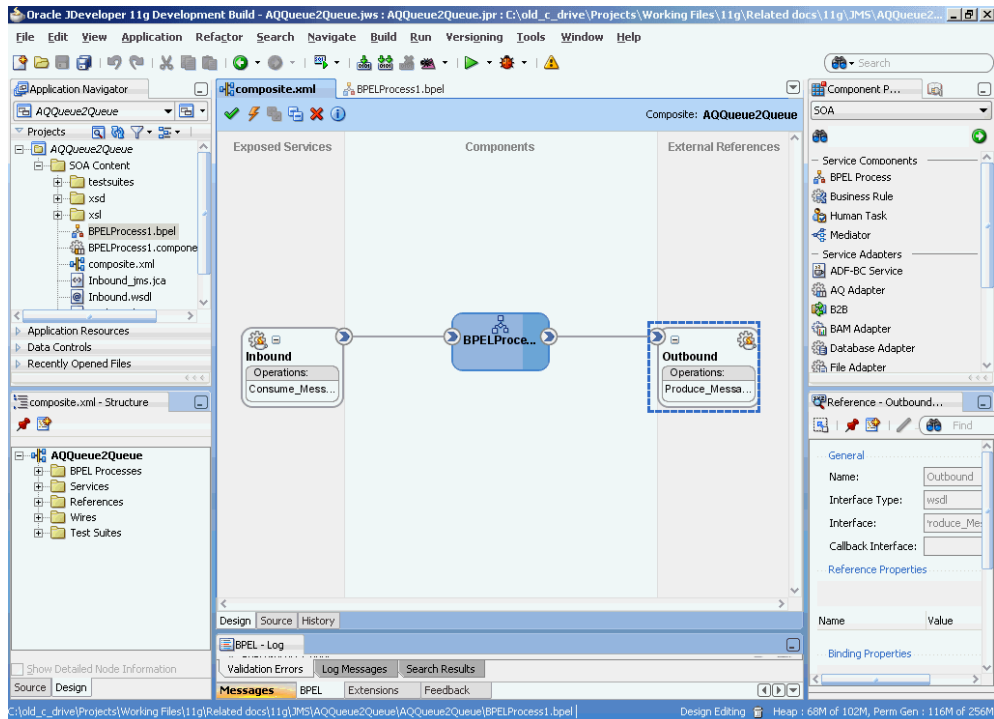 Oracle JDeveloper 11g Development Build - AQQueue2Queue.jws : AQQueue2Queue.jpr : C:\old_c_drive\Projects\Working Files\11g\Related docs\11g\JMS\AQQueue2...
File Edit View Application Refactor Search Navigate Build Run Versioning Tools Window Help
Search
Application Navigator
AQQueue2Queue
Projects
AQQueue2Queue
SOA Content
testsuites
xsd
xsl
BPELProcess1.bpel
BPELProcess1.compone
composite.xml
Inbound_jms.jca
Inbound.wsdl
Application Resources
Data Controls
Recently Opened Files
composite.xml - Structure
AQQueue2Queue
BPEL Processes
Services
References
Wires
Test Suites
Show Detailed Node Information
Source Design
composite.xml BPELProcess1.bpel
Composite: AQQueue2Queue
Exposed Services Components External References
Inbound
Operations:
Consume_Mess...
BPELProce...
Outbound
Operations:
Produce_Messa...
Design Source History
BPEL - Log
Validation Errors Log Messages Search Results
Messages BPEL Extensions Feedback
Component P...
SOA
Service Components
BPEL Process
Business Rule
Human Task
Mediator
Service Adapters
ADF-BC Service
AQ Adapter
B2B
BAM Adapter
Database Adapter
File Adapter
Reference - Outbound...
Find
General
Name: Outbound
Interface Type: wsdl
Interface: roduce_Me
Callback Interface:
Reference Properties
Name Value
Binding Properties
C:\old_c_drive\Projects\Working Files\11g\Related docs\11g\JMS\AQQueue2Queue\AQQueue2Queue\BPELProcess1.bpel
Design Editing Heap : 68M of 102M, Perm Gen : 116M of 256M